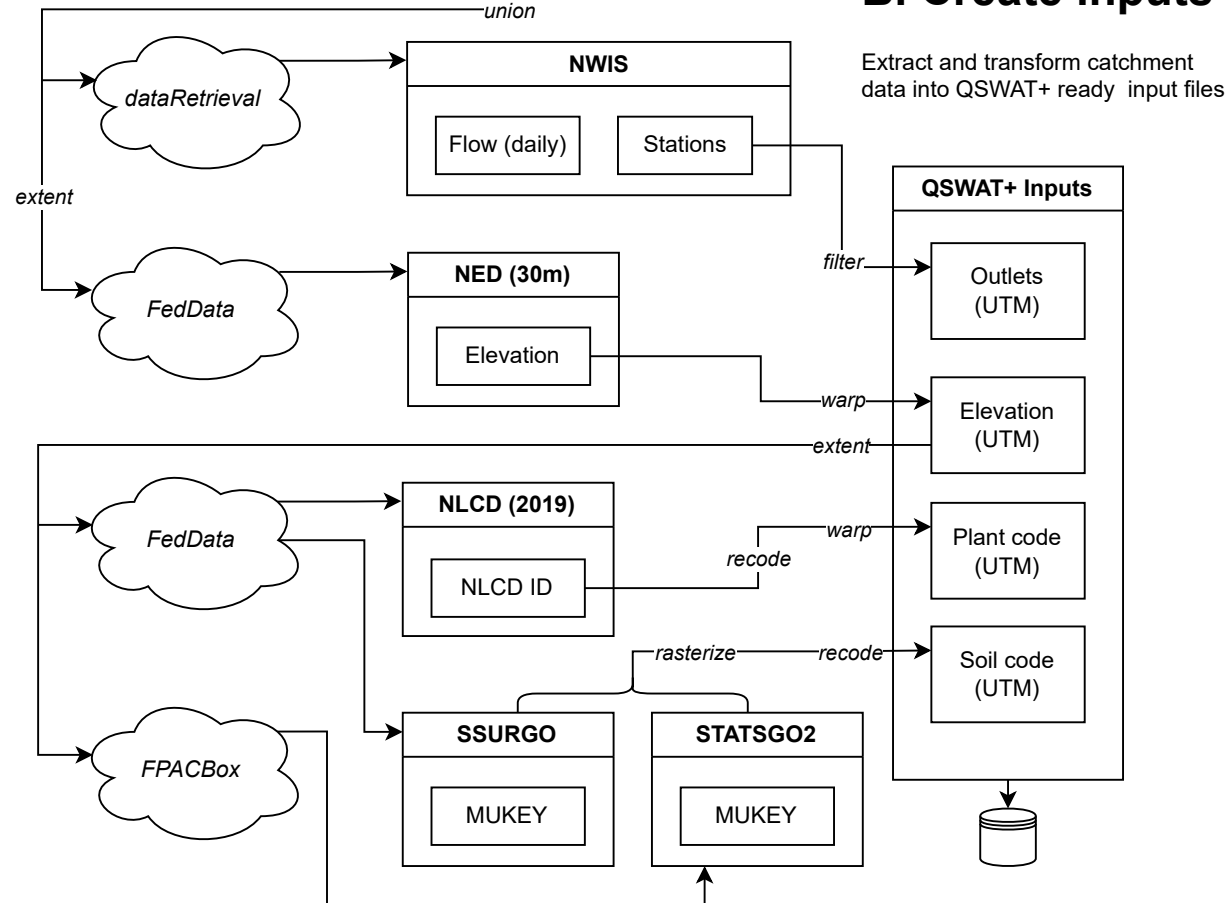 union
B. Create Inputs
Extract and transform catchment
data into QSWAT+ ready input files
dataRetrieval
NWIS
Flow (daily)
Stations
extent
QSWAT+ Inputs
filter
Outlets
(UTM)
FedData
NED (30m)
Elevation
warp
Elevation
(UTM)
extent
FedData
NLCD (2019)
NLCD ID
recode
warp
Plant code
(UTM)
rasterize
recode
Soil code
(UTM)
FPACBox
SSURGO
MUKEY
STATSGO2
MUKEY